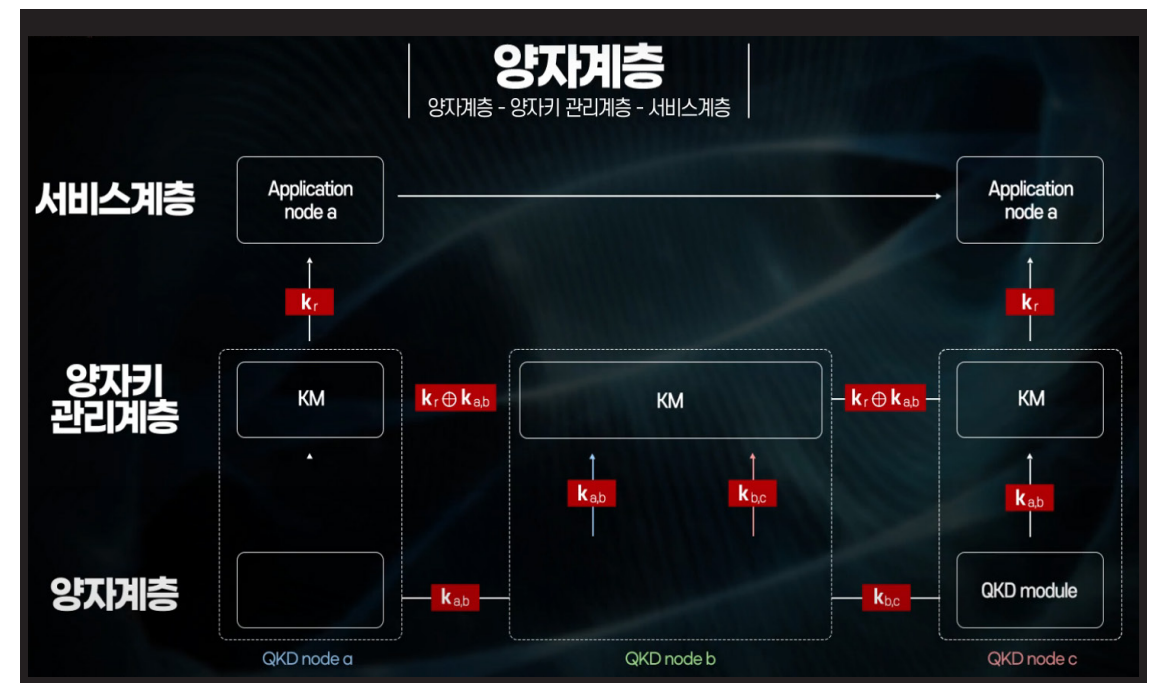 양자계층
양자계층 - 양자키 관리계층 - 서비스계층
서비스계층
Application
node a
Application
node a
kr
kr
양자키
관리계층
KM
kr⊕ka,b
KM
kr⊕ka,b
KM
ka,b
kb,c
ka,b
양자계층
ka,b
kb,c
QKD module
QKD node a
QKD node b
QKD node c